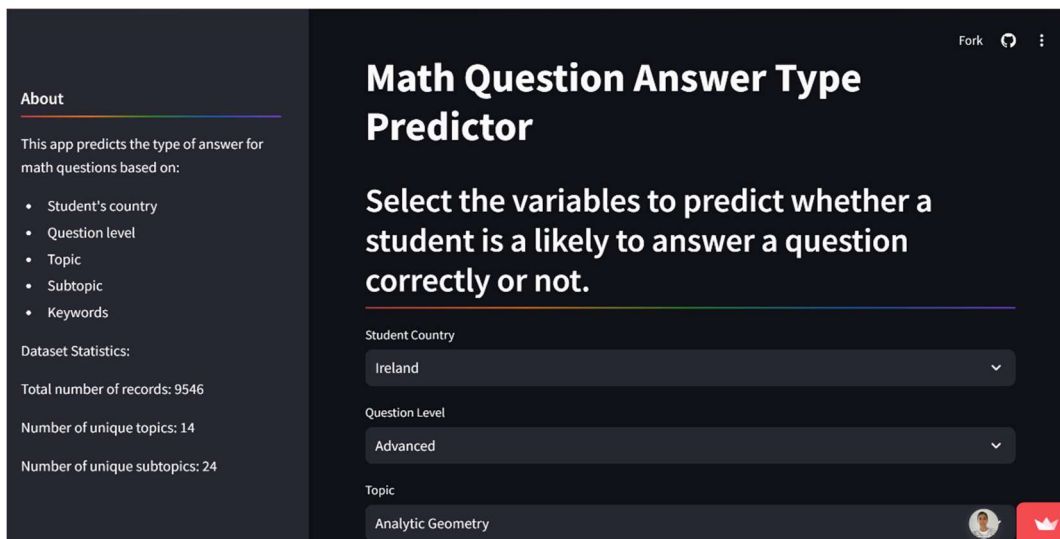 About
This app predicts the type of answer for
math questions based on:
• Student's country
• Question level
• Topic
• Subtopic
• Keywords
Dataset Statistics:
Total number of records: 9546
Number of unique topics: 14
Number of unique subtopics: 24
Fork
Math Question Answer Type
Predictor
Select the variables to predict whether a
student is a likely to answer a question
correctly or not.
Student Country
Ireland
Question Level
Advanced
Topic
Analytic Geometry